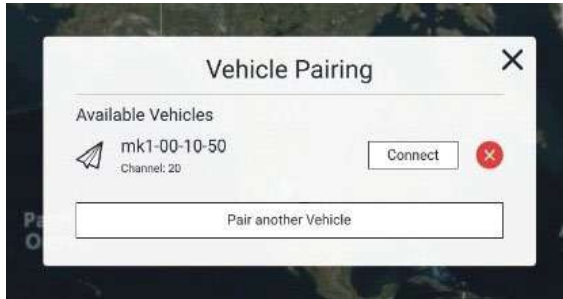 Vehicle Pairing
Available Vehicles
mk1-00-10-50
Connect
Channel: 20
Pair another Vehicle